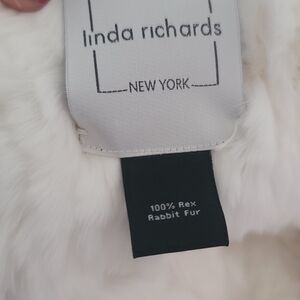 linda richards
NEW YORK
100% Rex
Rabbit Fur